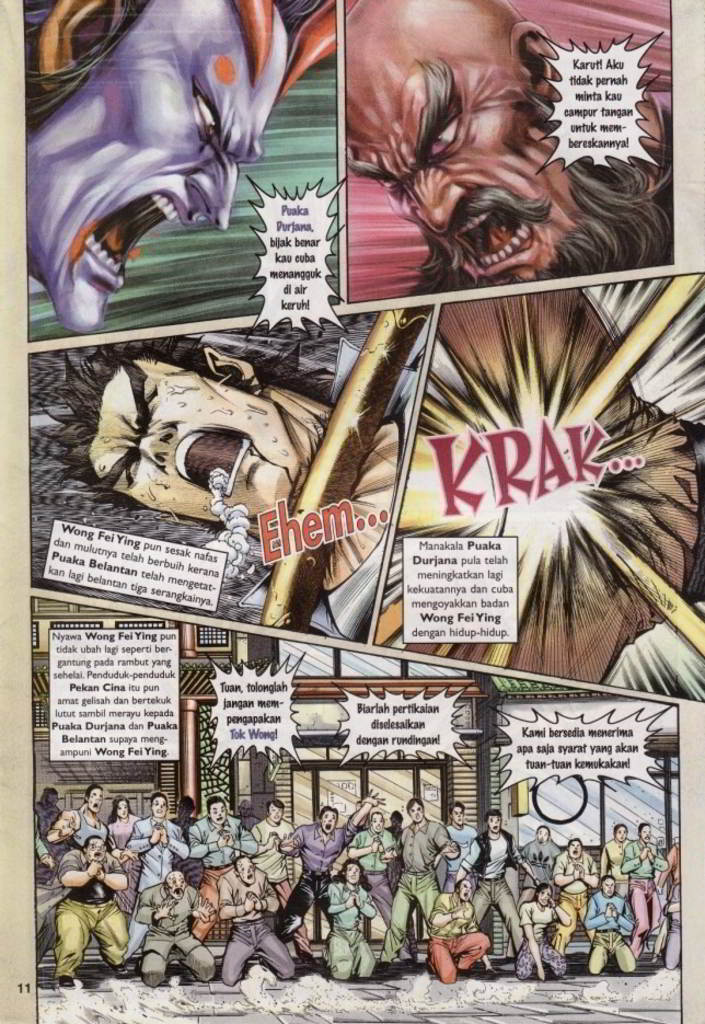 Puaka
Durjana,
bijak benar
kau cuba
menangguk
di air
keruh!
Karut! Aku
tidak pernah
minta kau
campur tangan
untuk mem-
bereskannya!
Wong Fei Ying pun sesak nafas
dan mulutnya telah berbuih kerana
Puaka Belantan telah mengetat-
kan lagi belantan tiga serangkainya.
Ehem...
KRAK...
Manakala Puaka
Durjana pula telah
meningkatkan lagi
kekuatannya dan cuba
mengoyakkan badan
Wong Fei Ying
dengan hidup-hidup.
Nyawa Wong Fei Ying pun
tidak ubah lagi seperti ber-
gantung pada rambut yang
sehelai. Penduduk-penduduk
Pekan Cina itu pun
amat gelisah dan bertekuk
lutut sambil merayu kepada
Puaka Durjana dan Puaka
Belantan supaya meng-
ampuni Wong Fei Ying.
Tuan, tolonglah
jangan mem-
pengapakan
Tok Wong!
Biarlah pertikaian
diselesaikan
dengan rundingan!
Kami bersedia menerima
apa saja syarat yang akan
tuan-tuan kemukakan!
11